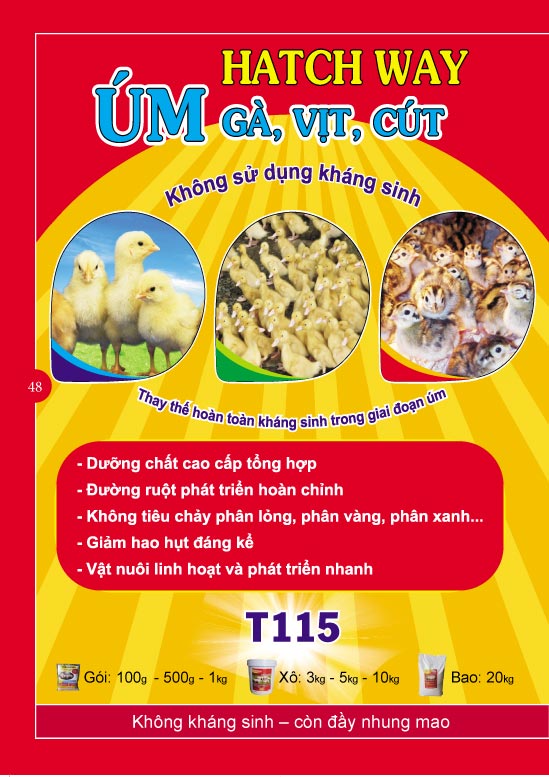 HATCH WAY
ÚM GÀ, VỊT, CÚT
Không sử dụng kháng sinh
48
Thay thế hoàn toàn kháng sinh trong giai đoạn úm
- Dưỡng chất cao cấp tổng hợp
- Đường ruột phát triển hoàn chỉnh
- Không tiêu chảy phân lỏng, phân vàng, phân xanh...
- Giảm hao hụt đáng kể
- Vật nuôi linh hoạt và phát triển nhanh
T115
Gói: 100g - 500g - 1kg Xô: 3kg - 5kg - 10kg Bao: 20kg
Không kháng sinh – còn đầy nhung mao